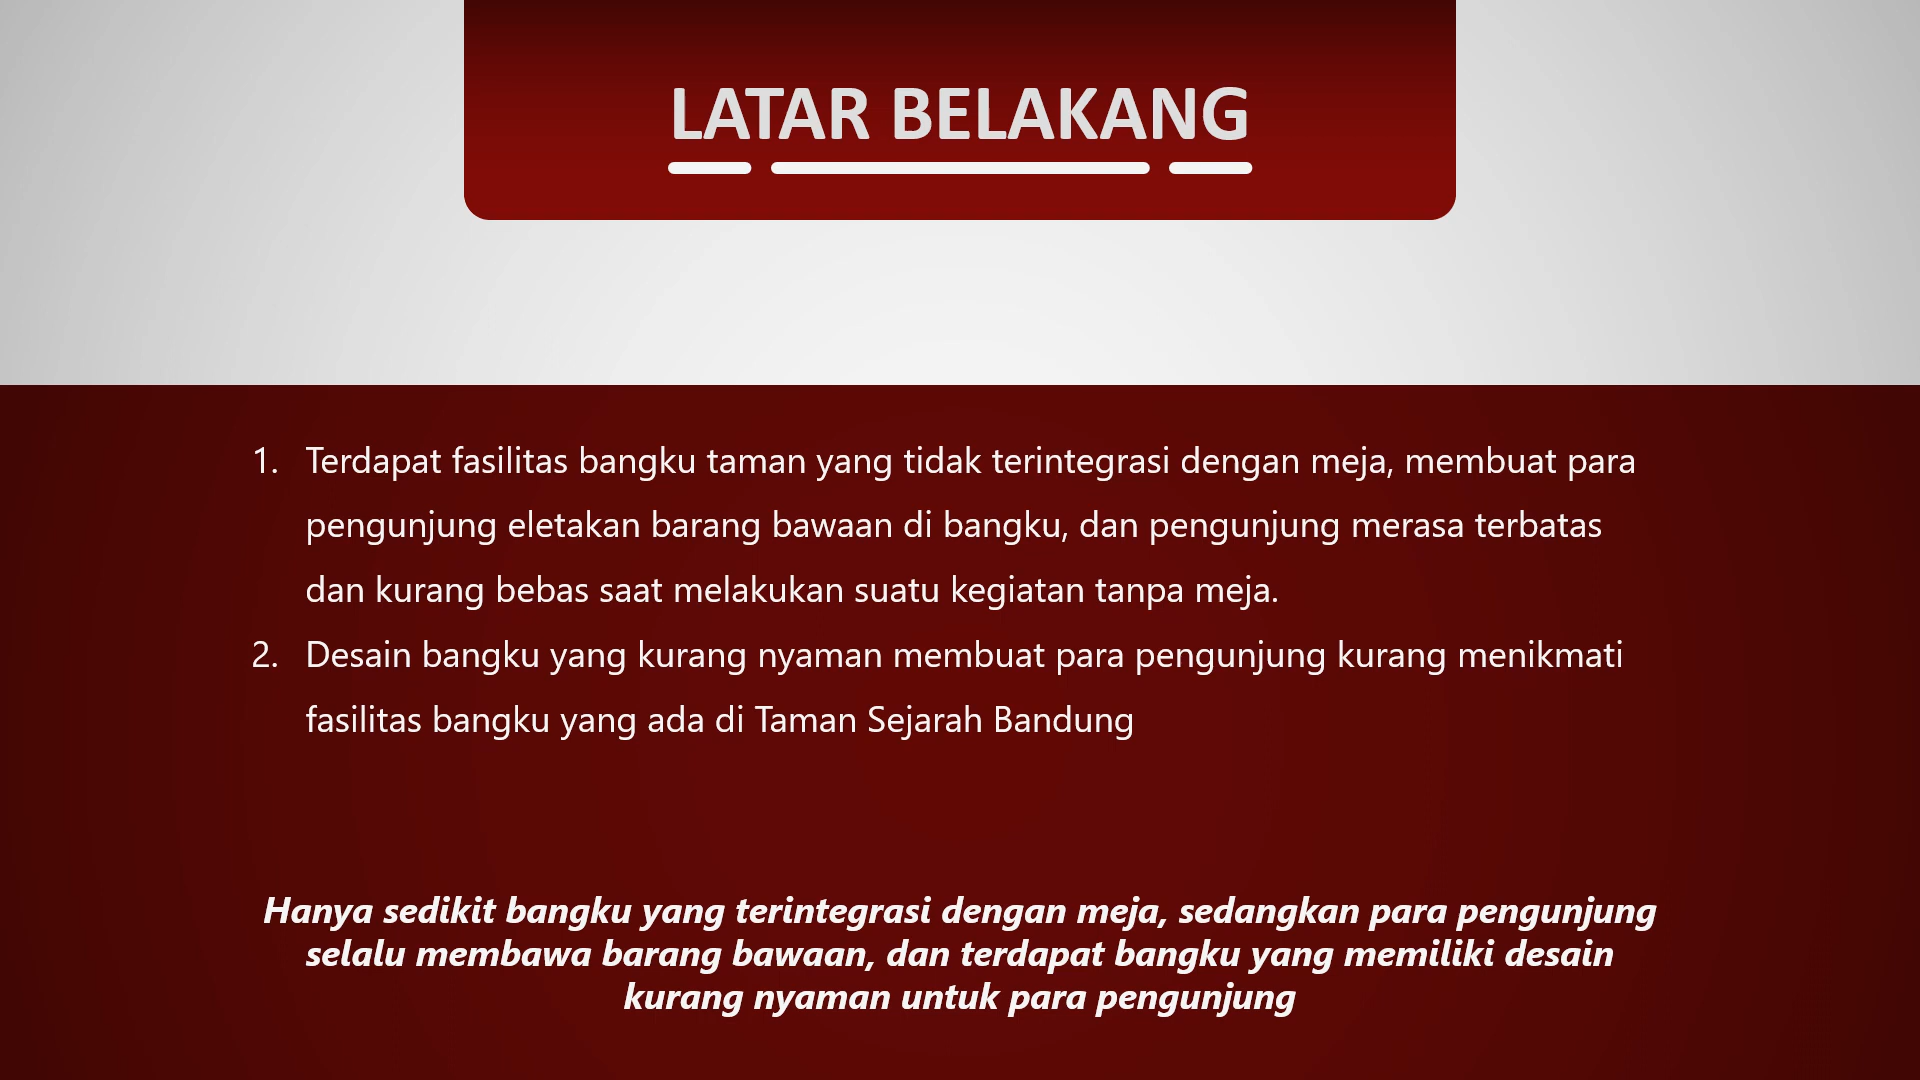 LATAR BELAKANG
1. Terdapat fasilitas bangku taman yang tidak terintegrasi dengan meja, membuat para
pengunjung eletakan barang bawaan di bangku, dan pengunjung merasa terbatas
dan kurang bebas saat melakukan suatu kegiatan tanpa meja.
2. Desain bangku yang kurang nyaman membuat para pengunjung kurang menikmati
fasilitas bangku yang ada di Taman Sejarah Bandung
Hanya sedikit bangku yang terintegrasi dengan meja, sedangkan para pengunjung
selalu membawa barang bawaan, dan terdapat bangku yang memiliki desain
kurang nyaman untuk para pengunjung